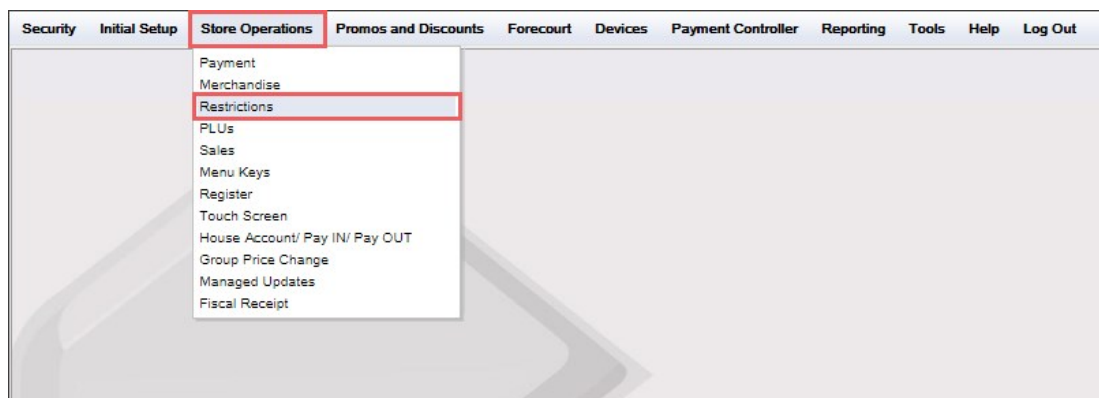 Security Initial Setup Store Operations Promos and Discounts Forecourt Devices Payment Controller Reporting Tools Help Log Out
Payment
Merchandise
Restrictions
PLUs
Sales
Menu Keys
Register
Touch Screen
House Account/ Pay IN/ Pay OUT
Group Price Change
Managed Updates
Fiscal Receipt